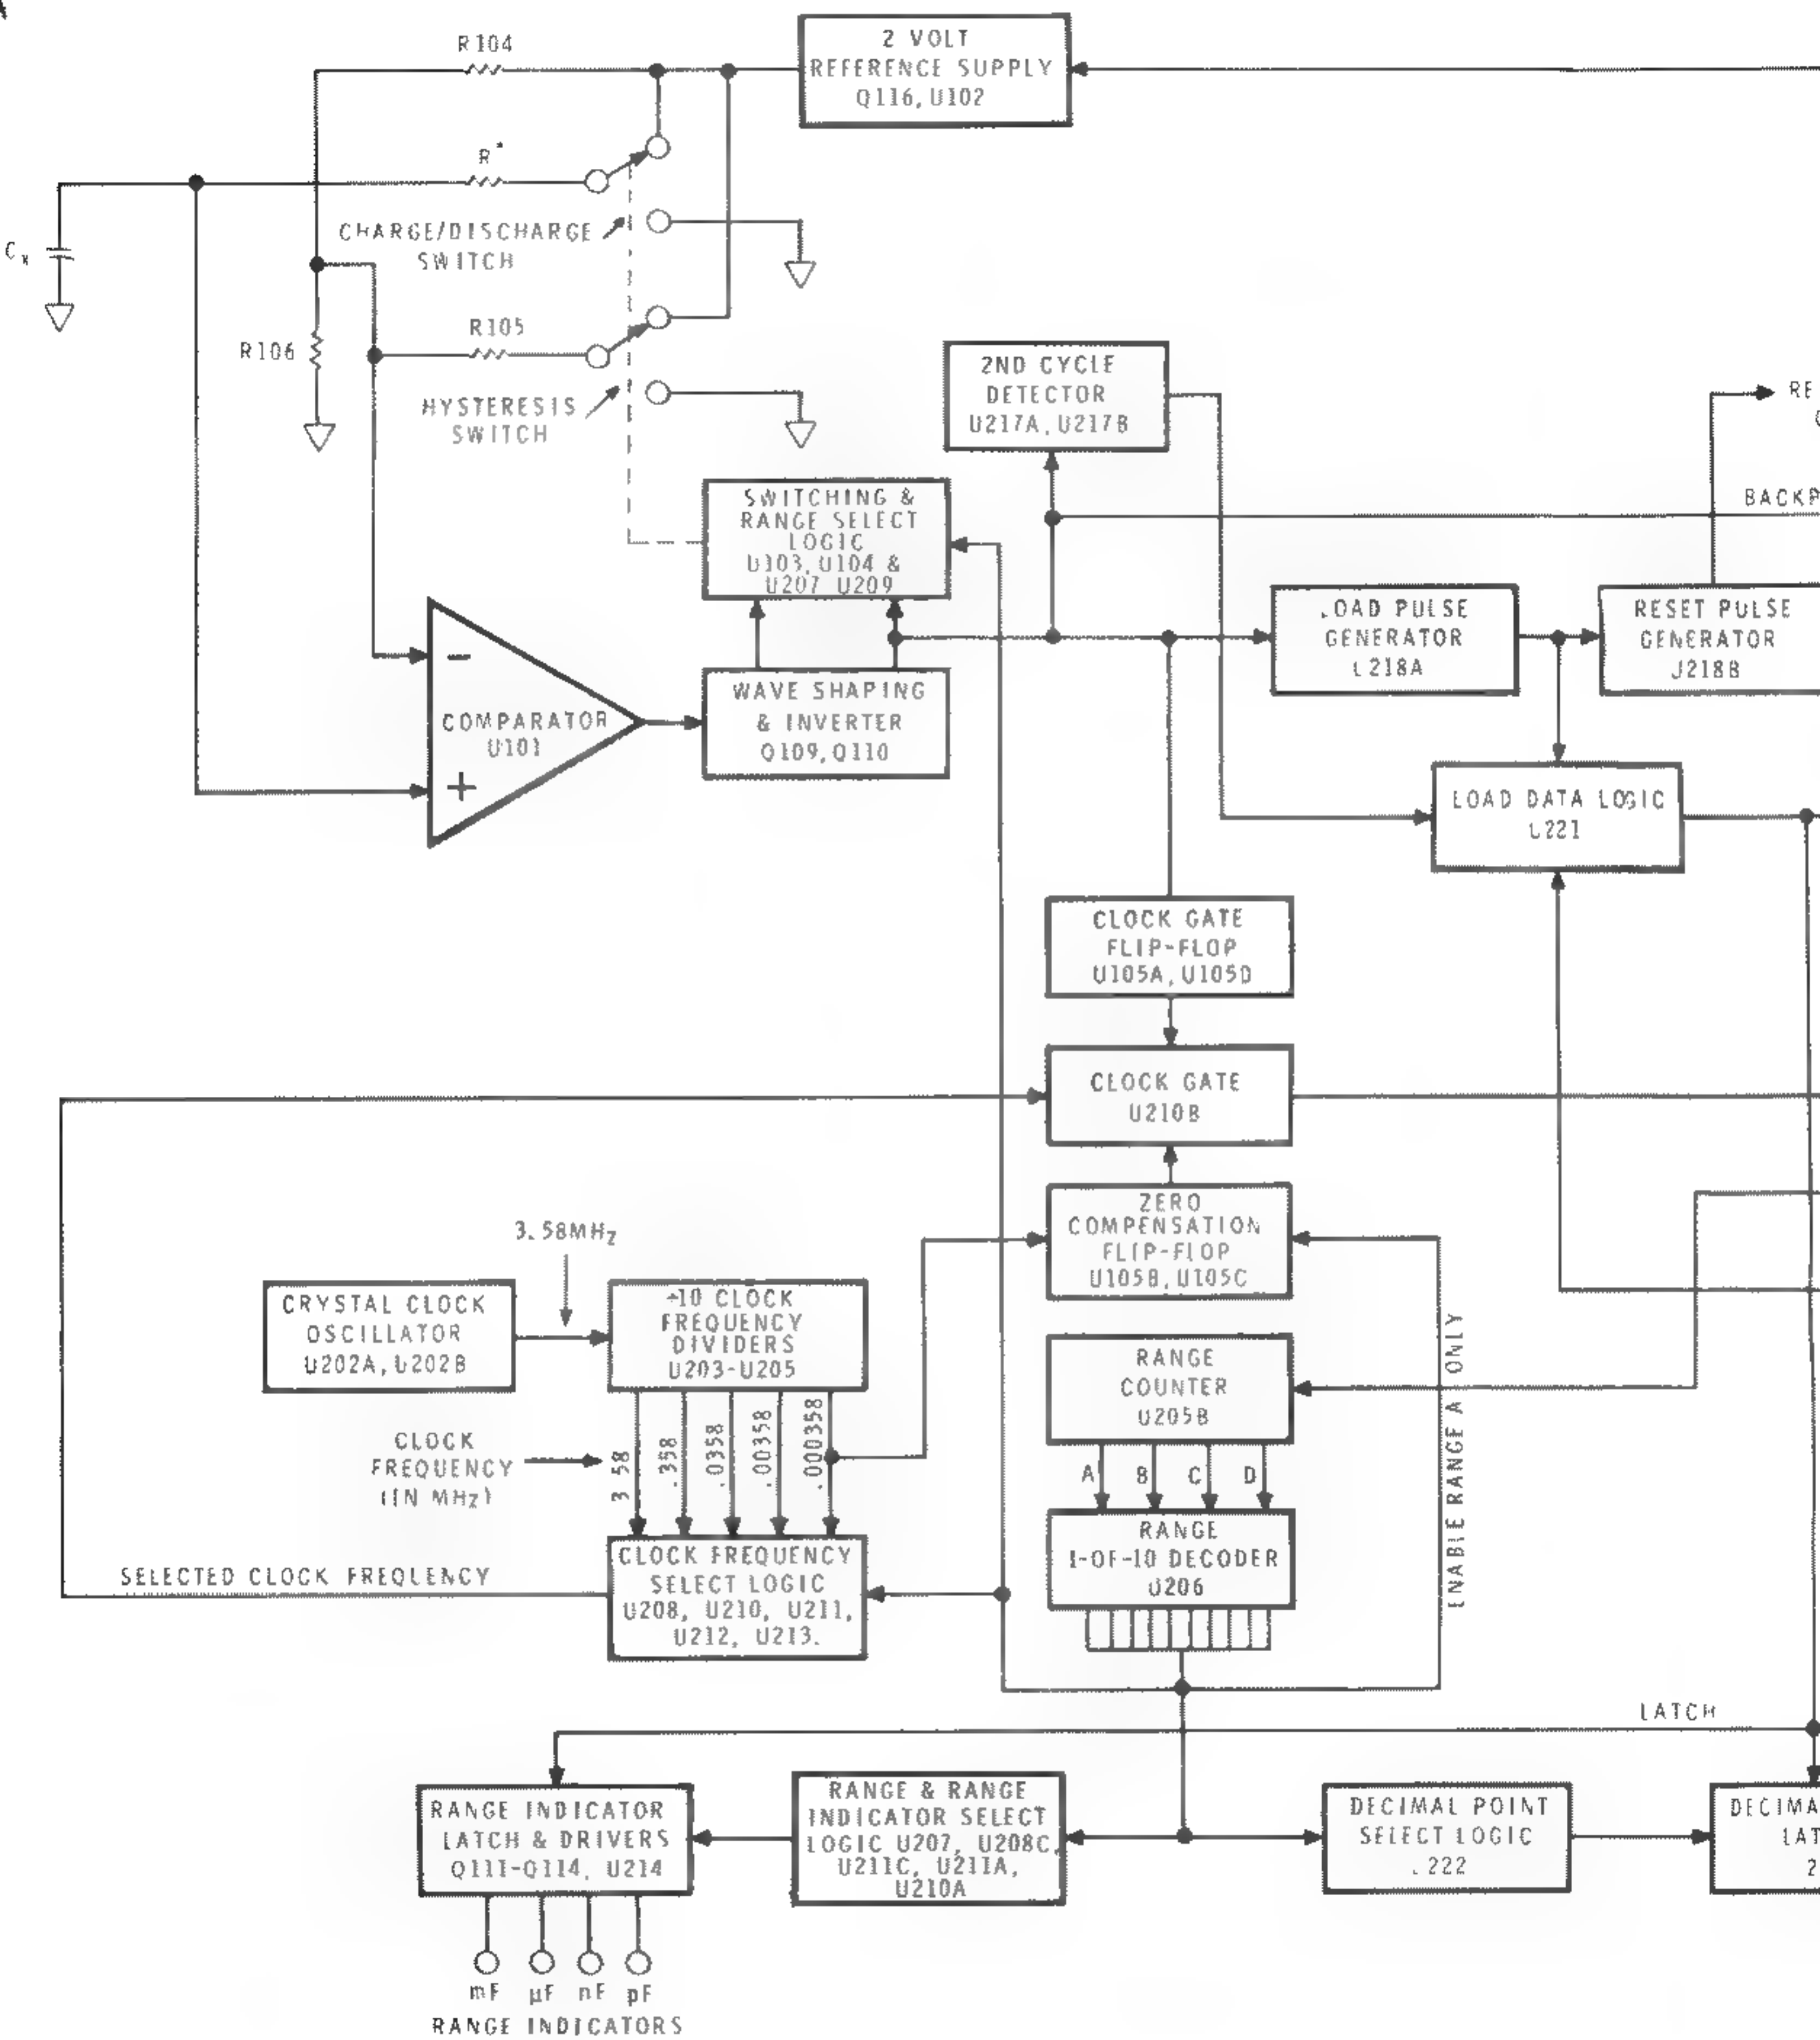 R104
2 VOLT
REFERENCE SUPPLY
Q116, U102
R*
CHARGE/DISCHARGE
SWITCH
Cx
R106
R105
HYSTERESIS
SWITCH
2ND CYCLE
DETECTOR
U217A, U217B
RE
BACKP
SWITCHING &
RANGE SELECT
LOGIC
U103, U104 &
U207 U209
LOAD PULSE
GENERATOR
U218A
RESET PULSE
GENERATOR
U218B
−
COMPARATOR
U101
+
WAVE SHAPING
& INVERTER
Q109, Q110
LOAD DATA LOGIC
U221
CLOCK GATE
FLIP-FLOP
U105A, U105D
CLOCK GATE
U210B
ZERO
COMPENSATION
FLIP-FLOP
U105B, U105C
3.58MHz
CRYSTAL CLOCK
OSCILLATOR
U202A, U202B
÷10 CLOCK
FREQUENCY
DIVIDERS
U203-U205
RANGE
COUNTER
U205B
ENABLE RANGE A ONLY
CLOCK
FREQUENCY
(IN MHz)
3 58
.358
.0358
.00358
.000358
A B C D
RANGE
1-OF-10 DECODER
U206
CLOCK FREQUENCY
SELECT LOGIC
U208, U210, U211,
U212, U213.
SELECTED CLOCK FREQUENCY
LATCH
RANGE INDICATOR
LATCH & DRIVERS
Q111-Q114, U214
RANGE & RANGE
INDICATOR SELECT
LOGIC U207, U208C,
U211C, U211A,
U210A
DECIMAL POINT
SELECT LOGIC
U222
DECIMA
LAT
2
mF µF nF pF
RANGE INDICATORS